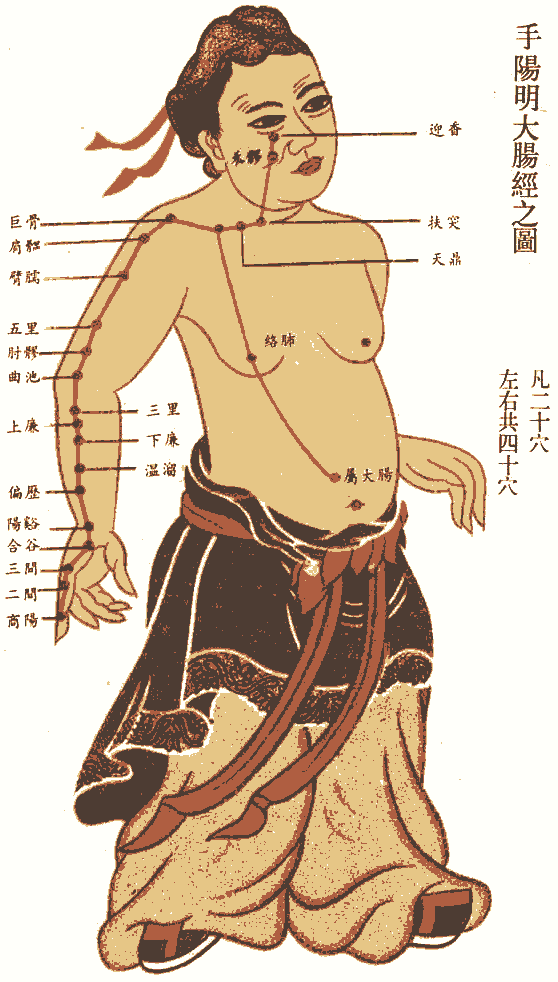 手陽明大腸經之圖
凡二十穴
左右共四十穴
迎香
禾髎
扶突
天鼎
巨骨
肩髃
臂臑
五里
肘髎
曲池
絡肺
三里
上廉
下廉
温溜
屬大腸
偏歷
陽谿
合谷
三間
二間
商陽